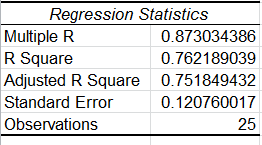 Regression Statistics
Multiple R 0.873034386
R Square 0.762189039
Adjusted R Square 0.751849432
Standard Error 0.120760017
Observations 25